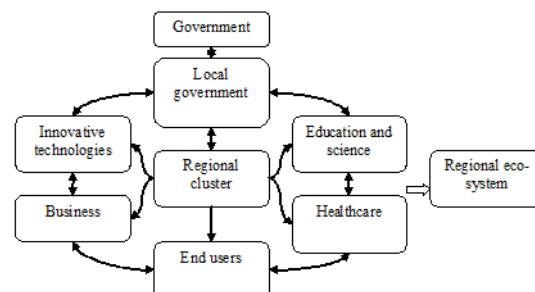 Government
Local
government
Innovative
technologies
Education and
science
Regional
cluster
Regional eco-
system
Business
Healthcare
End users